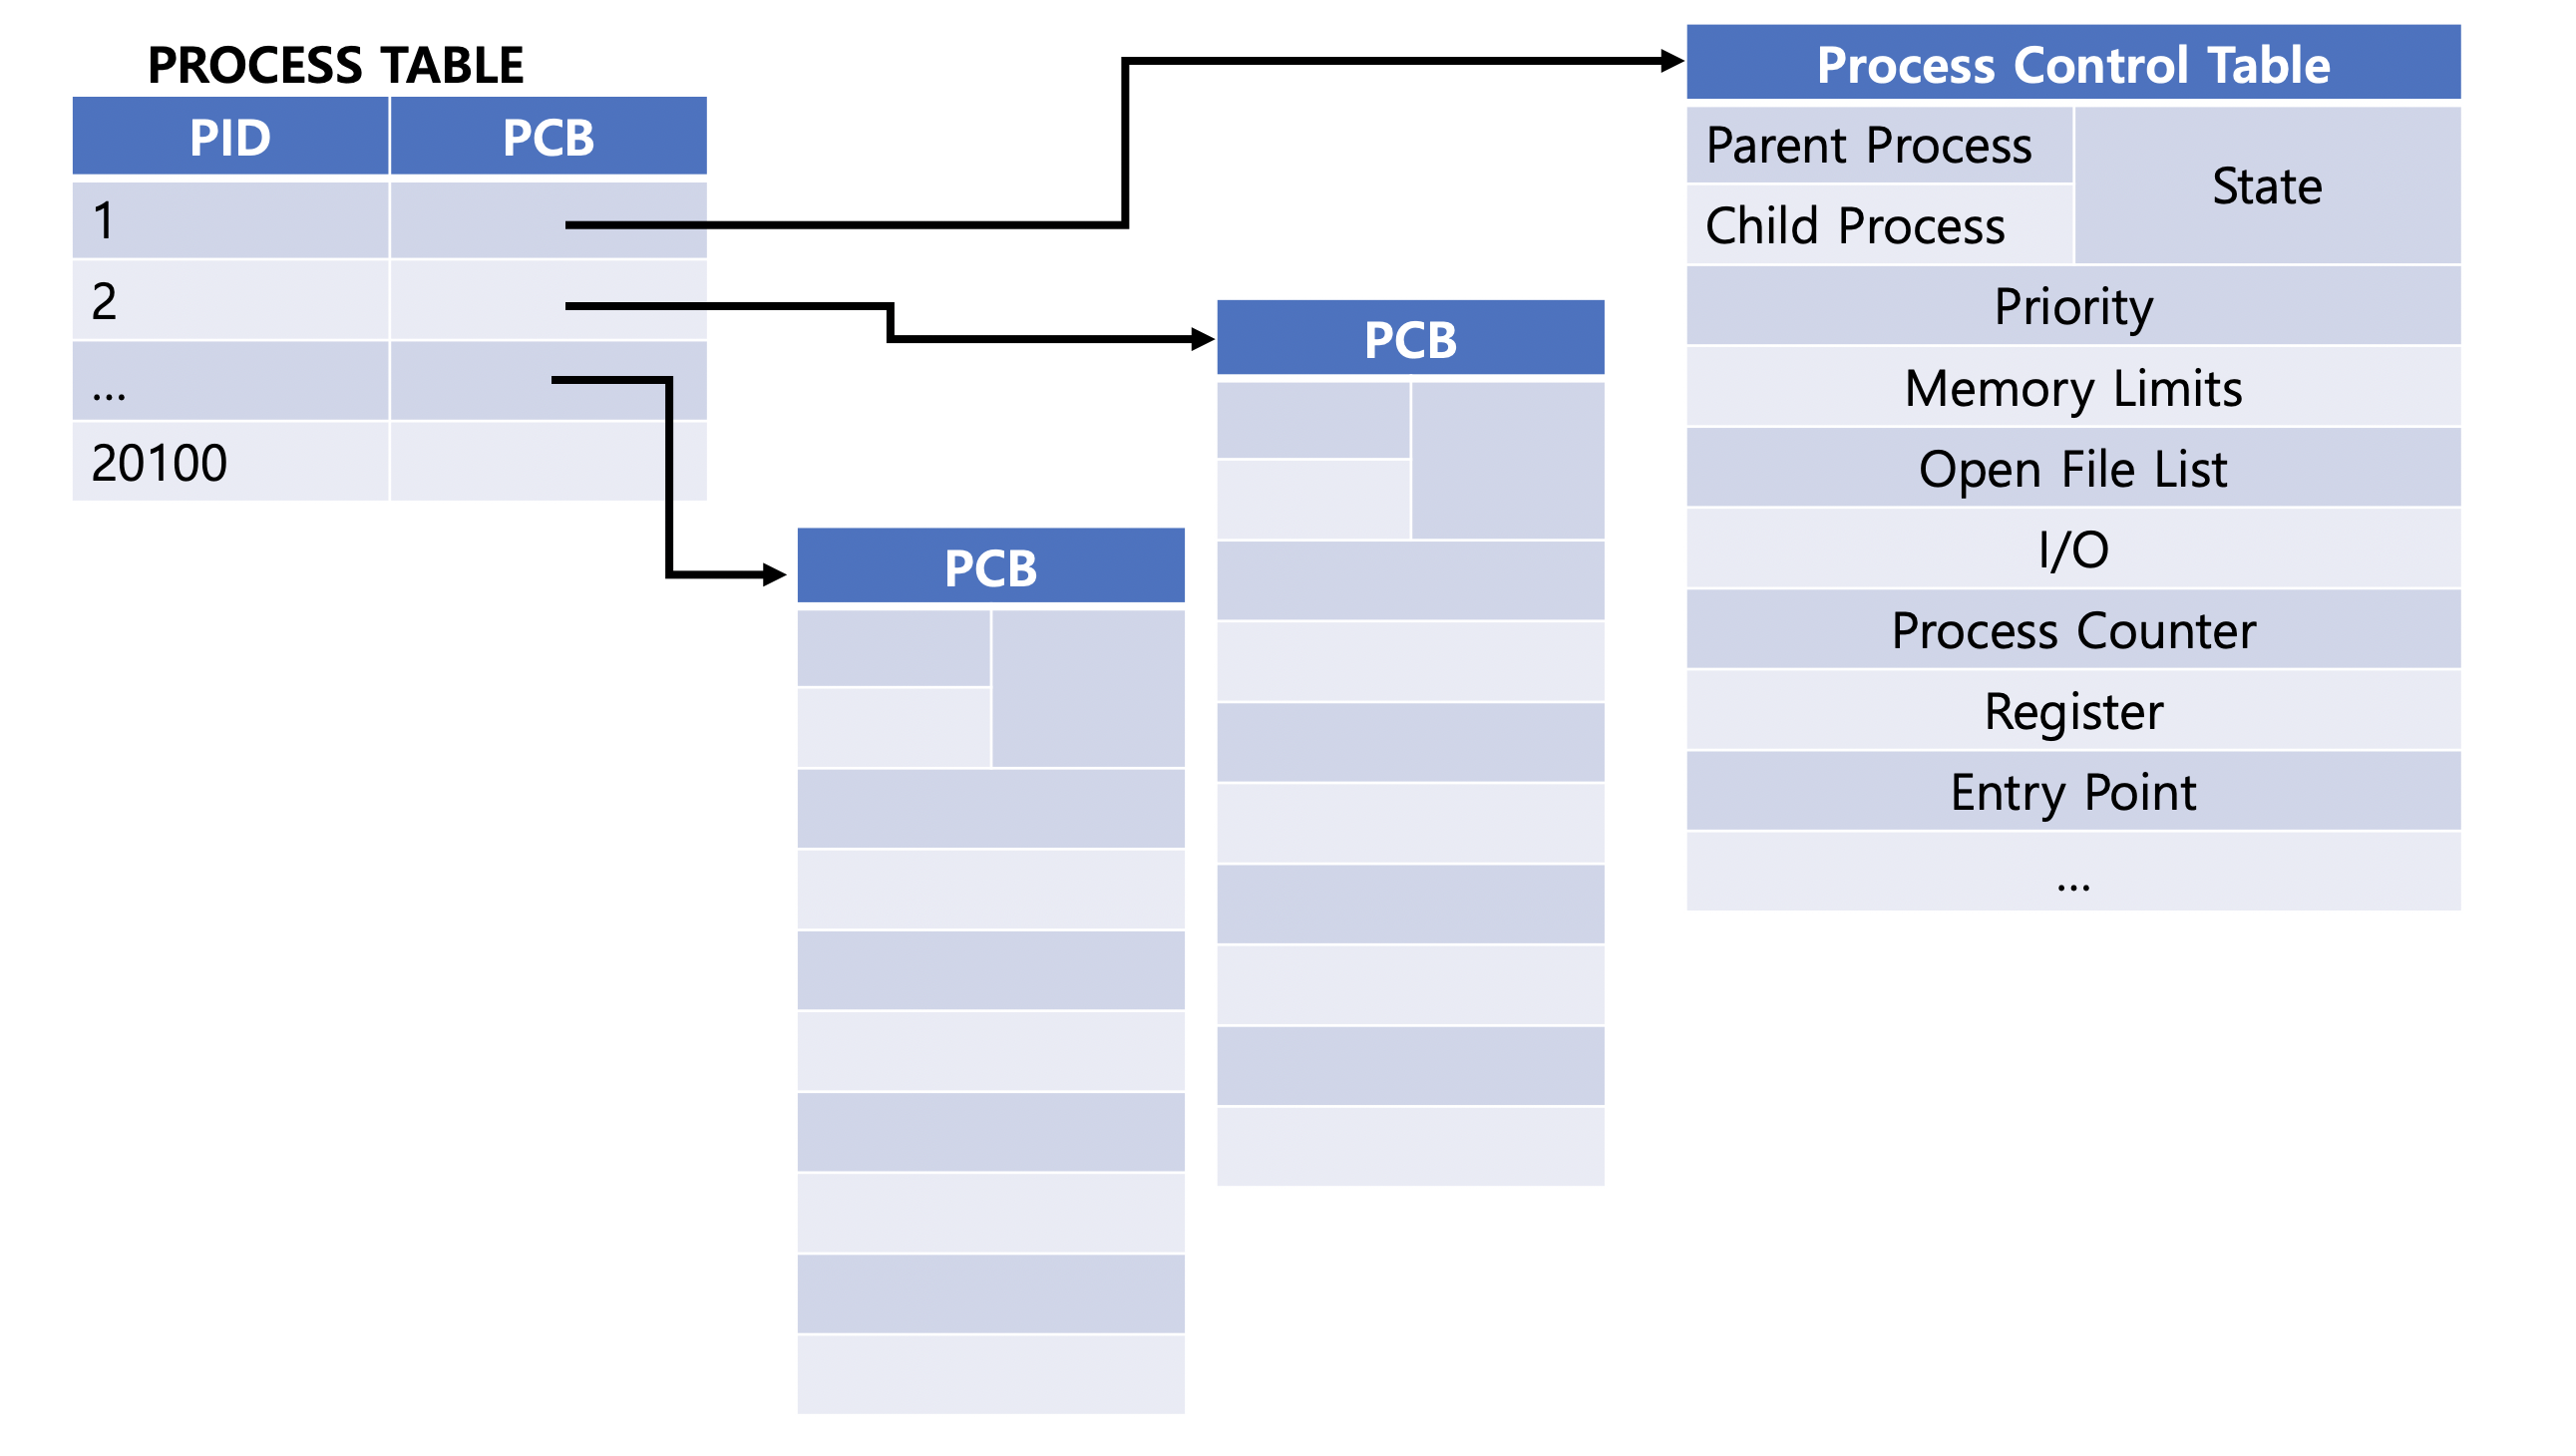 PROCESS TABLE
PID PCB
1
2
...
20100
PCB
PCB
Process Control Table
Parent Process
State
Child Process
Priority
Memory Limits
Open File List
I/O
Process Counter
Register
Entry Point
...